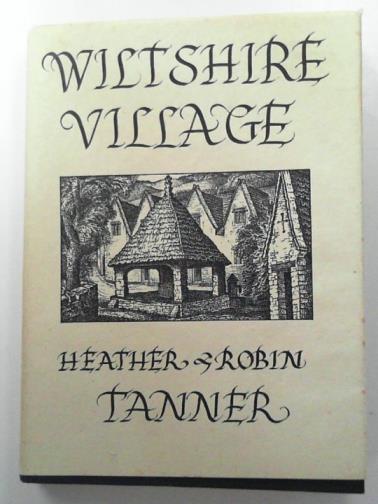 WILTSHIRE
VILLAGE
HEATHER & ROBIN
TANNER